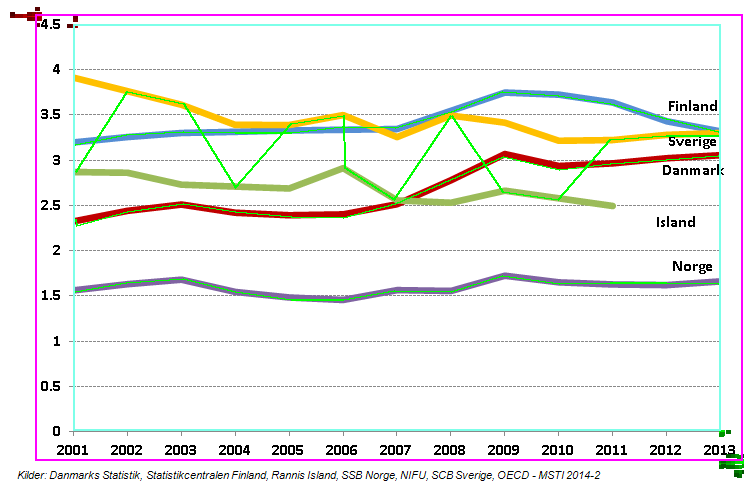 4.5
4
3.5
3
2.5
2
1.5
1
0.5
0
Finland
Sverige
Danmark
Island
Norge
2001 2002 2003 2004 2005 2006 2007 2008 2009 2010 2011 2012 2013
Kilder: Danmarks Statistik, Statistikcentralen Finland, Rannis Island, SSB Norge, NIFU, SCB Sverige, OECD - MSTI 2014-2